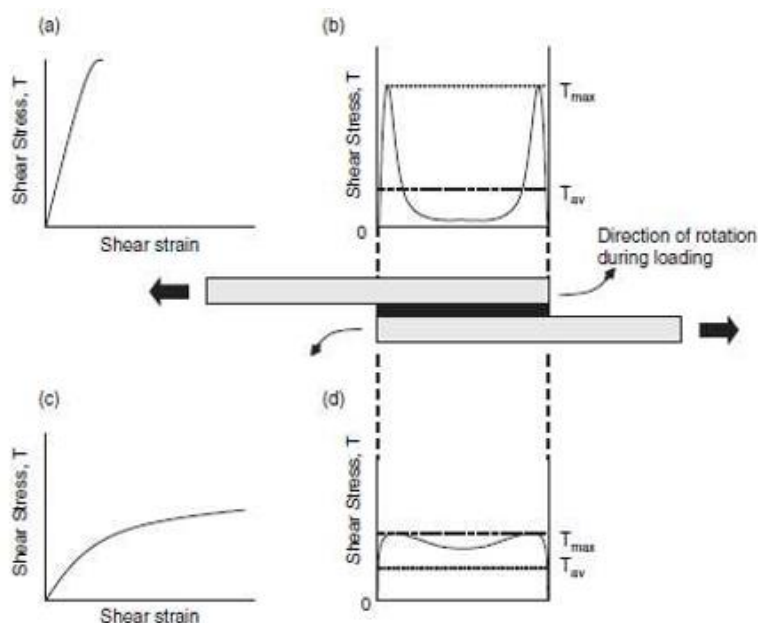 (a)
Shear Stress, T
Shear strain
(b)
Shear Stress, T
Tmax
Tav
0
Direction of rotation
during loading
(c)
Shear Stress, T
Shear strain
(d)
Shear Stress, T
Tmax
Tav
0